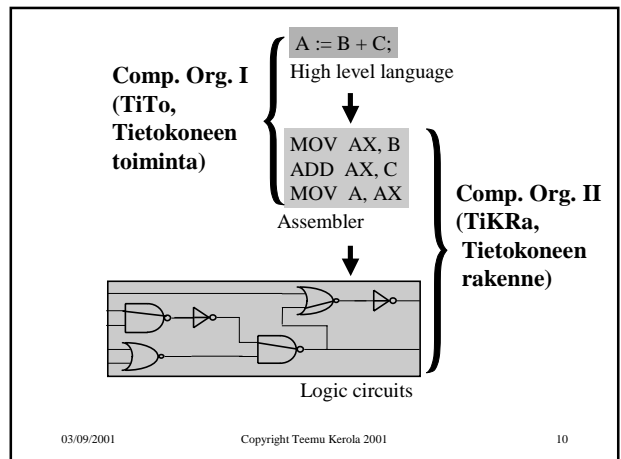 A := B + C;
High level language
Comp. Org. I
(TiTo,
Tietokoneen
toiminta)
MOV AX, B
ADD AX, C
MOV A, AX
Assembler
Comp. Org. II
(TiKRa,
Tietokoneen
rakenne)
Logic circuits
03/09/2001 Copyright Teemu Kerola 2001 10